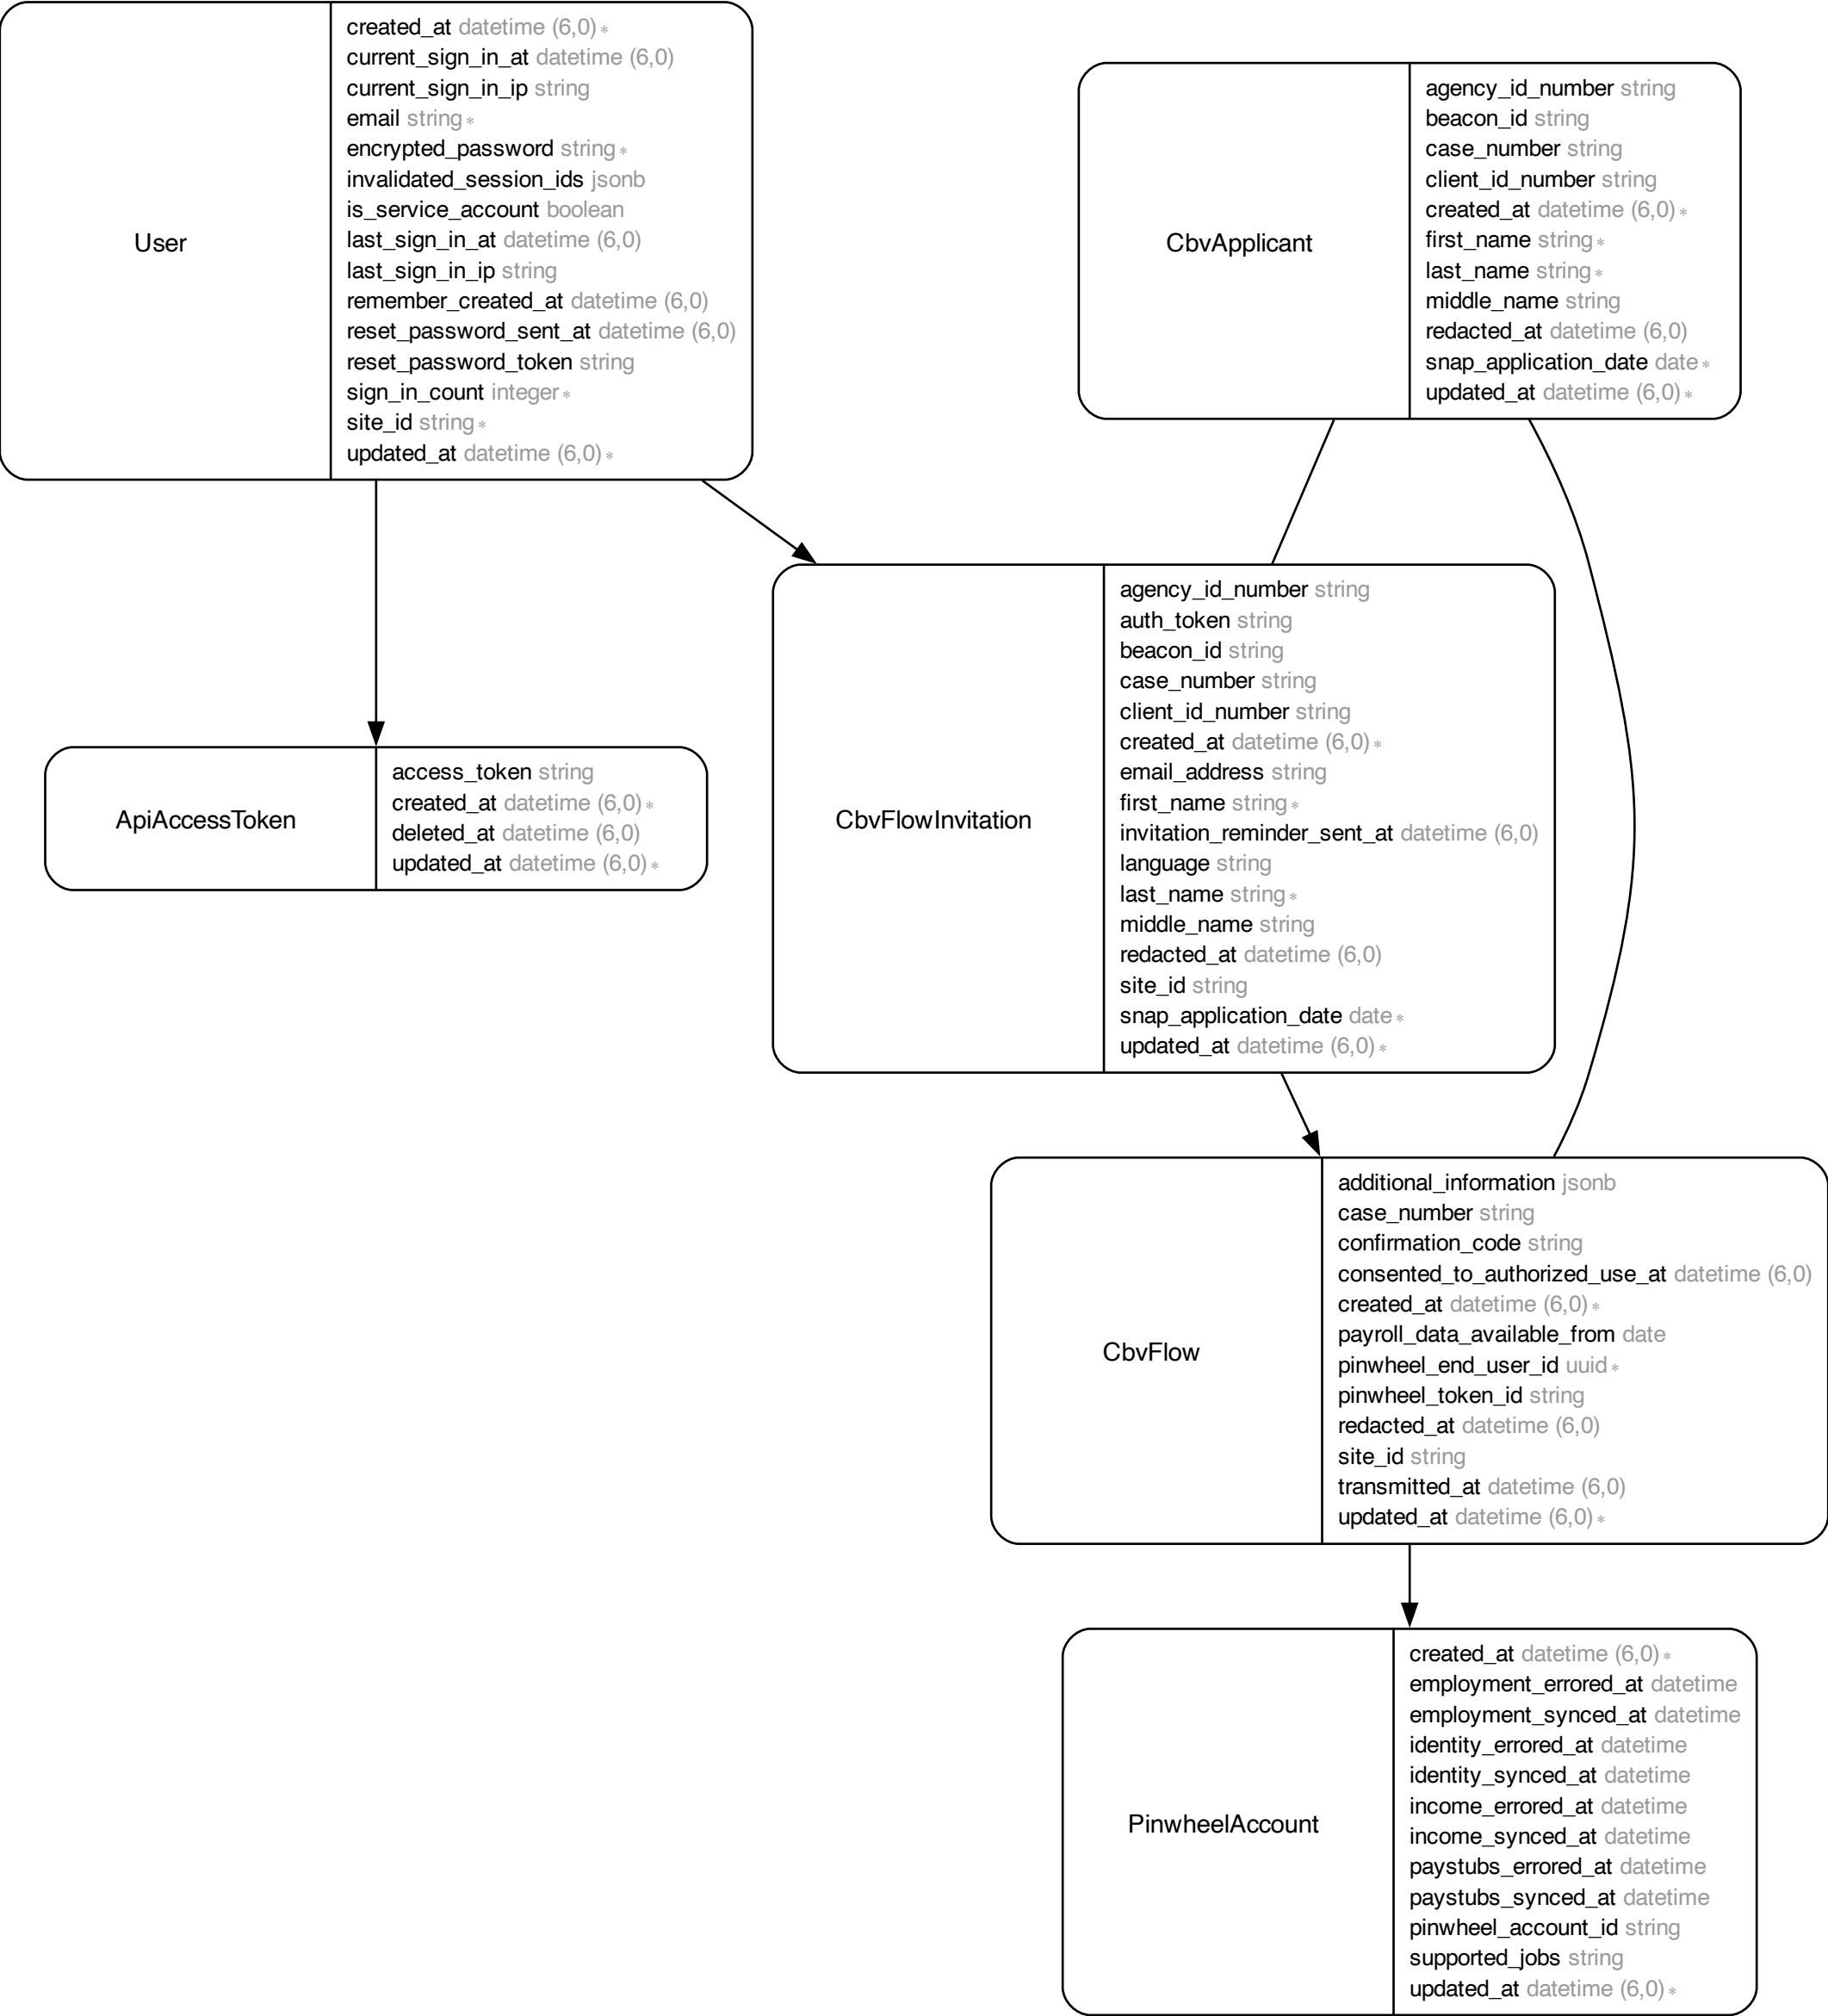 User
created_at datetime (6,0) *
current_sign_in_at datetime (6,0)
current_sign_in_ip string
email string *
encrypted_password string *
invalidated_session_ids jsonb
is_service_account boolean
last_sign_in_at datetime (6,0)
last_sign_in_ip string
remember_created_at datetime (6,0)
reset_password_sent_at datetime (6,0)
reset_password_token string
sign_in_count integer *
site_id string *
updated_at datetime (6,0) *
CbvApplicant
agency_id_number string
beacon_id string
case_number string
client_id_number string
created_at datetime (6,0) *
first_name string *
last_name string *
middle_name string
redacted_at datetime (6,0)
snap_application_date date *
updated_at datetime (6,0) *
ApiAccessToken
access_token string
created_at datetime (6,0) *
deleted_at datetime (6,0)
updated_at datetime (6,0) *
CbvFlowInvitation
agency_id_number string
auth_token string
beacon_id string
case_number string
client_id_number string
created_at datetime (6,0) *
email_address string
first_name string *
invitation_reminder_sent_at datetime (6,0)
language string
last_name string *
middle_name string
redacted_at datetime (6,0)
site_id string
snap_application_date date *
updated_at datetime (6,0) *
CbvFlow
additional_information jsonb
case_number string
confirmation_code string
consented_to_authorized_use_at datetime (6,0)
created_at datetime (6,0) *
payroll_data_available_from date
pinwheel_end_user_id uuid *
pinwheel_token_id string
redacted_at datetime (6,0)
site_id string
transmitted_at datetime (6,0)
updated_at datetime (6,0) *
PinwheelAccount
created_at datetime (6,0) *
employment_errored_at datetime
employment_synced_at datetime
identity_errored_at datetime
identity_synced_at datetime
income_errored_at datetime
income_synced_at datetime
paystubs_errored_at datetime
paystubs_synced_at datetime
pinwheel_account_id string
supported_jobs string
updated_at datetime (6,0) *